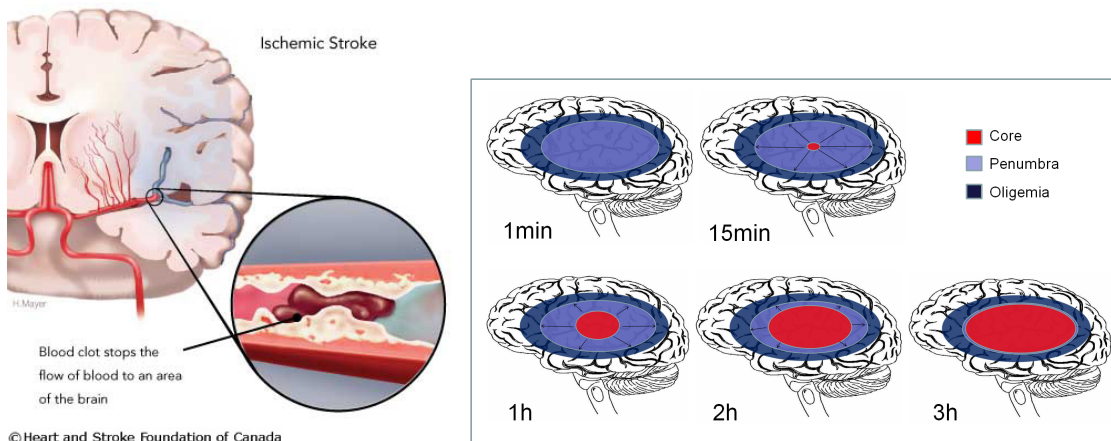 Ischemic Stroke
H.Mayer
Blood clot stops the
flow of blood to an area
of the brain
©Heart and Stroke Foundation of Canada
1min
15min
Core
Penumbra
Oligemia
1h
2h
3h